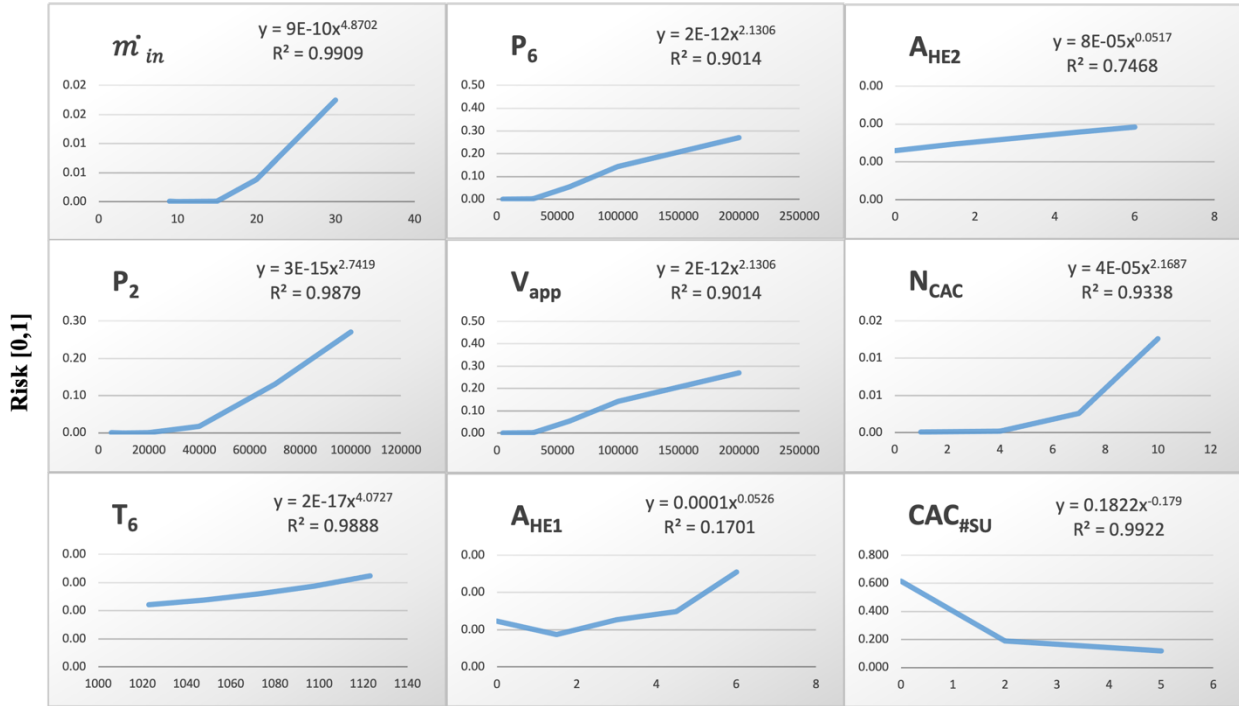 Risk [0,1]
ṁ in
y = 9E-10x^4.8702
R² = 0.9909
0.02
0.02
0.01
0.01
0.00
0 10 20 30 40
P6
y = 2E-12x^2.1306
R² = 0.9014
0.50
0.40
0.30
0.20
0.10
0.00
0 50000 100000 150000 200000 250000
AHE2
y = 8E-05x^0.0517
R² = 0.7468
0.00
0.00
0.00
0.00
0 2 4 6 8
P2
y = 3E-15x^2.7419
R² = 0.9879
0.30
0.20
0.10
0.00
0 20000 40000 60000 80000 100000 120000
Vapp
y = 2E-12x^2.1306
R² = 0.9014
0.50
0.40
0.30
0.20
0.10
0.00
0 50000 100000 150000 200000 250000
NCAC
y = 4E-05x^2.1687
R² = 0.9338
0.02
0.01
0.01
0.00
0 2 4 6 8 10 12
T6
y = 2E-17x^4.0727
R² = 0.9888
0.00
0.00
0.00
0.00
0.00
1000 1020 1040 1060 1080 1100 1120 1140
AHE1
y = 0.0001x^0.0526
R² = 0.1701
0.00
0.00
0.00
0.00
0 2 4 6 8
CAC#SU
y = 0.1822x^-0.179
R² = 0.9922
0.800
0.600
0.400
0.200
0.000
0 1 2 3 4 5 6